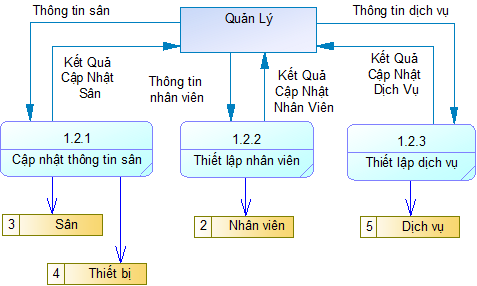 Thông tin sân
Quản Lý
Thông tin dịch vụ
Kết Quả
Cập Nhật
Sân
Thông tin
nhân viên
Kết Quả
Cập Nhật
Nhân Viên
Kết Quả
Cập Nhật
Dịch Vụ
1.2.1
Cập nhật thông tin sân
1.2.2
Thiết lập nhân viên
1.2.3
Thiết lập dịch vụ
3 Sân
2 Nhân viên
5 Dịch vụ
4 Thiết bị